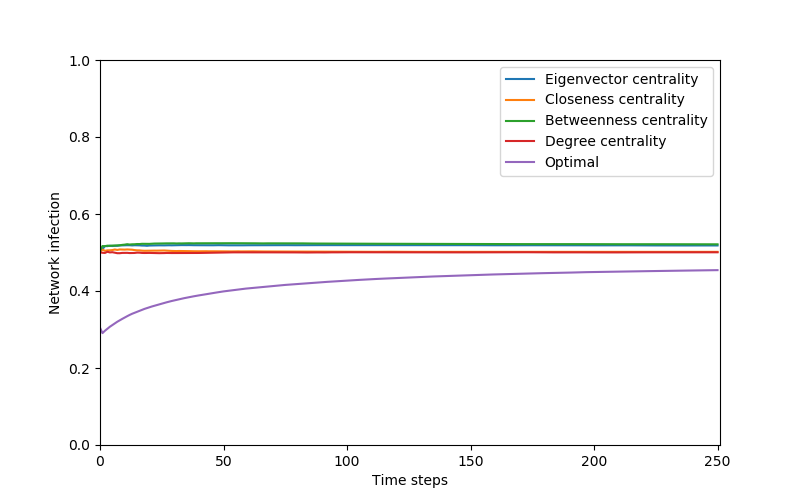 1.0
0.8
0.6
0.4
0.2
0.0
Network infection
Eigenvector centrality
Closeness centrality
Betweenness centrality
Degree centrality
Optimal
0 50 100 150 200 250
Time steps